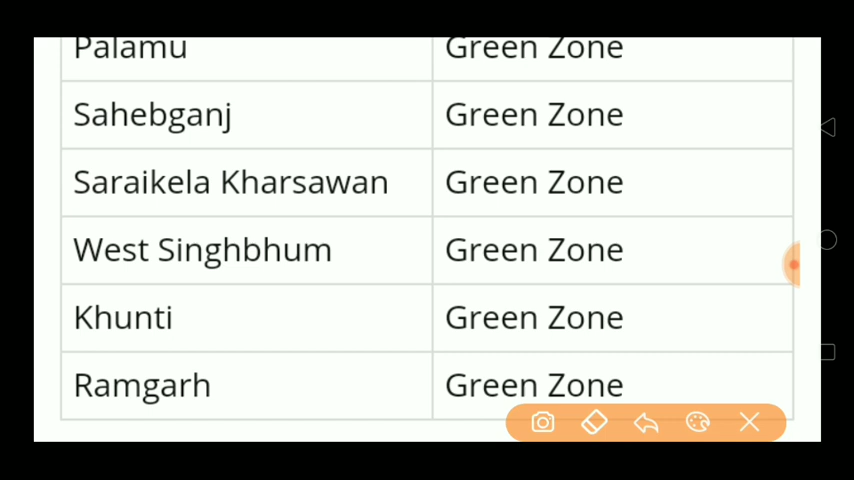 Palamu Green Zone
Sahebganj Green Zone
Saraikela Kharsawan Green Zone
West Singhbhum Green Zone
Khunti Green Zone
Ramgarh Green Zone